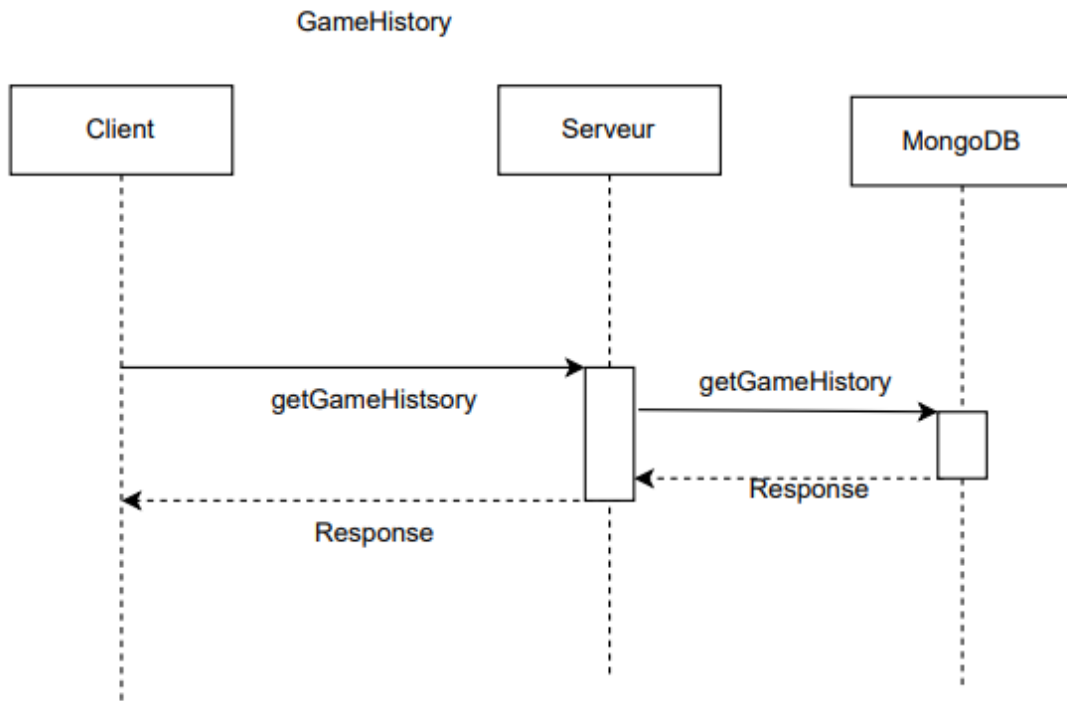 GameHistory
Client
Serveur
MongoDB
getGameHistsory
getGameHistory
Response
Response